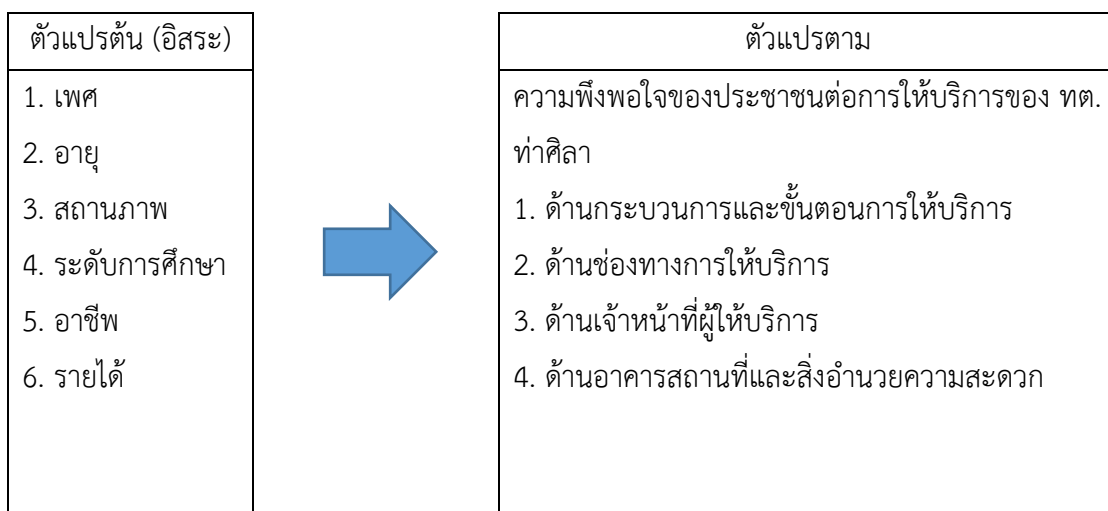 ตัวแปรต้น (อิสระ)
1. เพศ
2. อายุ
3. สถานภาพ
4. ระดับการศึกษา
5. อาชีพ
6. รายได้
ตัวแปรตาม
ความพึงพอใจของประชาชนต่อการให้บริการของ ทต.
ท่าศิลา
1. ด้านกระบวนการและขั้นตอนการให้บริการ
2. ด้านช่องทางการให้บริการ
3. ด้านเจ้าหน้าที่ผู้ให้บริการ
4. ด้านอาคารสถานที่และสิ่งอำนวยความสะดวก